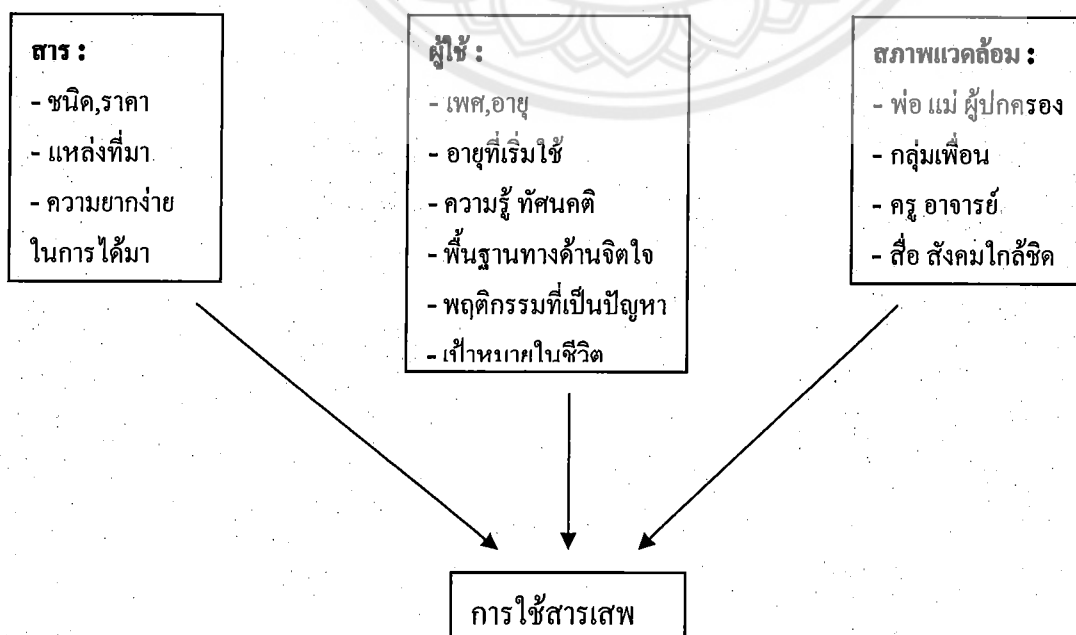 สาร :
- ชนิด,ราคา
- แหล่งที่มา
- ความยากง่าย
ในการได้มา
ผู้ใช้ :
- เพศ,อายุ
- อายุที่เริ่มใช้
- ความรู้ ทัศนคติ
- พื้นฐานทางด้านจิตใจ
- พฤติกรรมที่เป็นปัญหา
- เป้าหมายในชีวิต
สภาพแวดล้อม :
- พ่อ แม่ ผู้ปกครอง
- กลุ่มเพื่อน
- ครู อาจารย์
- สื่อ สังคมใกล้ชิด
การใช้สารเสพ